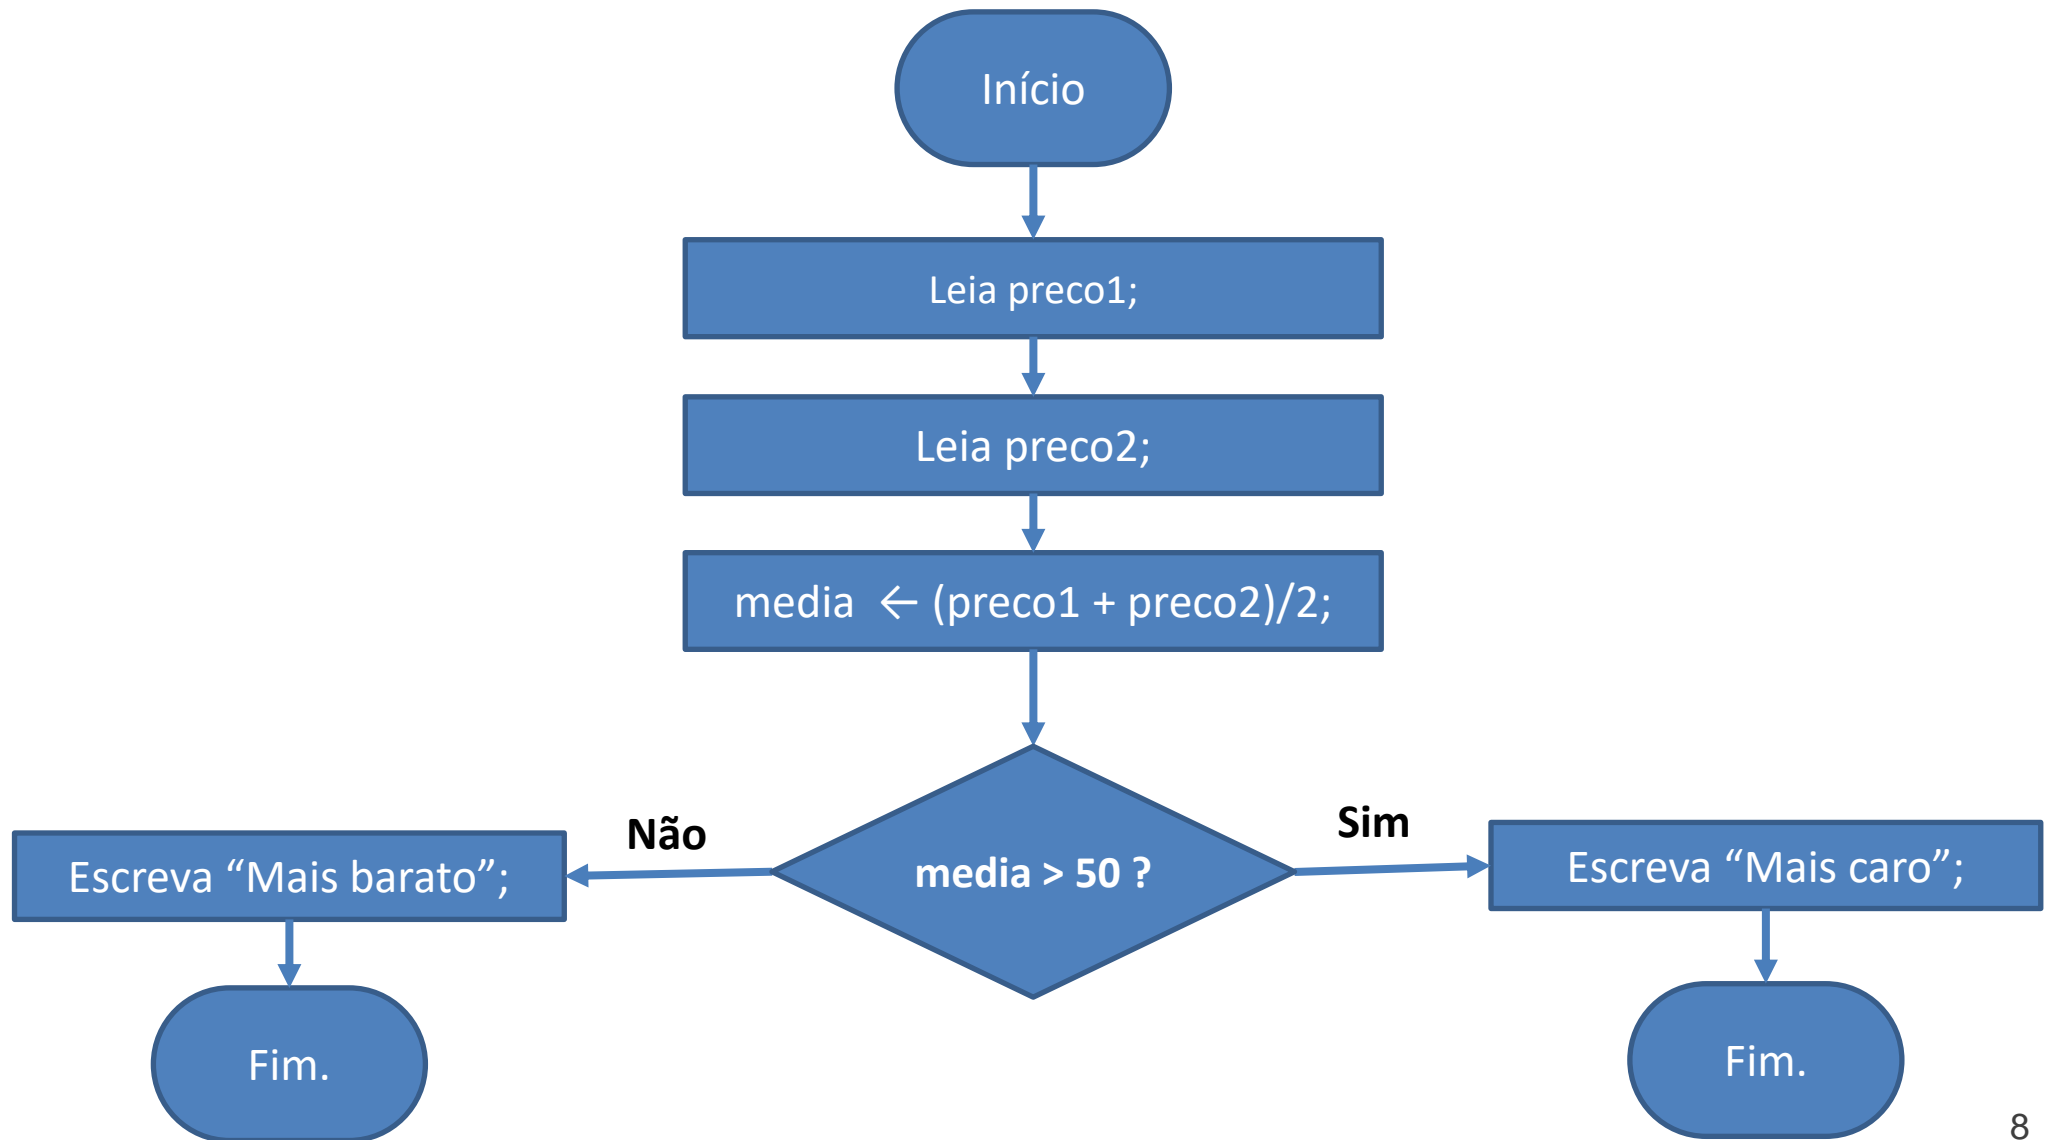 Início
Leia preco1;
Leia preco2;
media ← (preco1 + preco2)/2;
media > 50 ?
Não
Sim
Escreva “Mais barato”;
Escreva “Mais caro”;
Fim.
Fim.
8